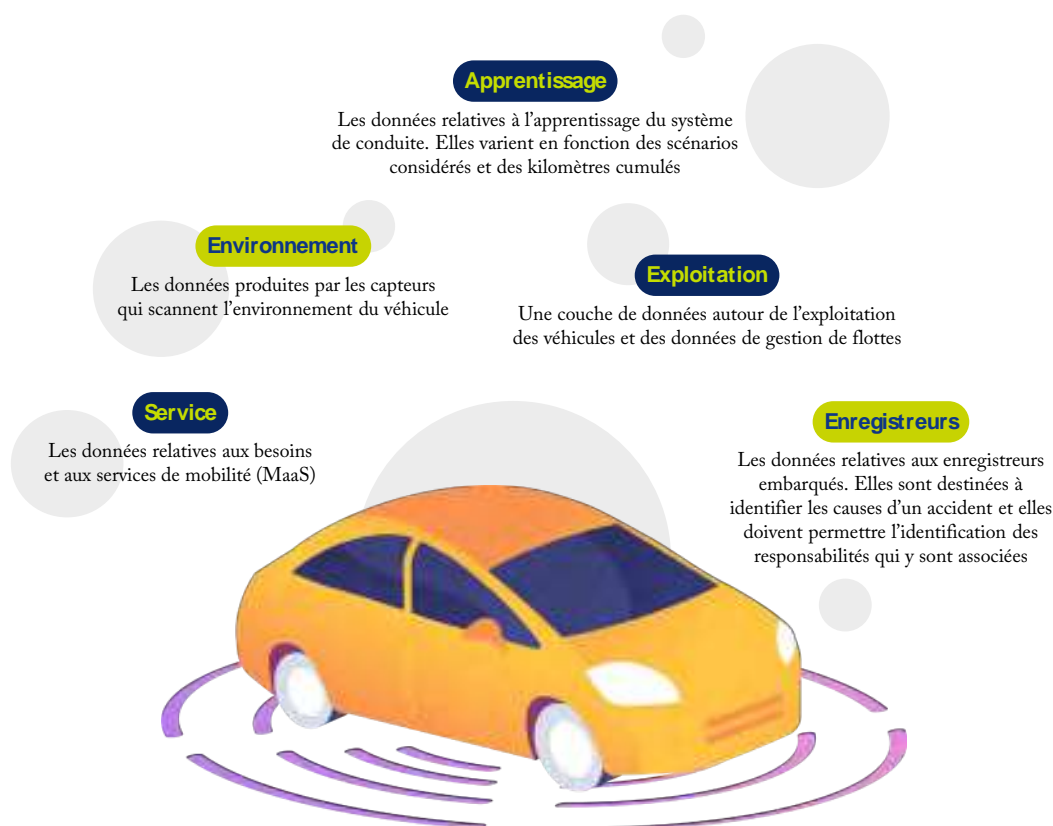 Apprentissage
Les données relatives à l’apprentissage du système
de conduite. Elles varient en fonction des scénarios
considérés et des kilomètres cumulés
Environnement
Les données produites par les capteurs
qui scannent l’environnement du véhicule
Exploitation
Une couche de données autour de l’exploitation
des véhicules et des données de gestion de flottes
Service
Les données relatives aux besoins
et aux services de mobilité (MaaS)
Enregistreurs
Les données relatives aux enregistreurs
embarqués. Elles sont destinées à
identifier les causes d’un accident et elles
doivent permettre l’identification des
responsabilités qui y sont associées